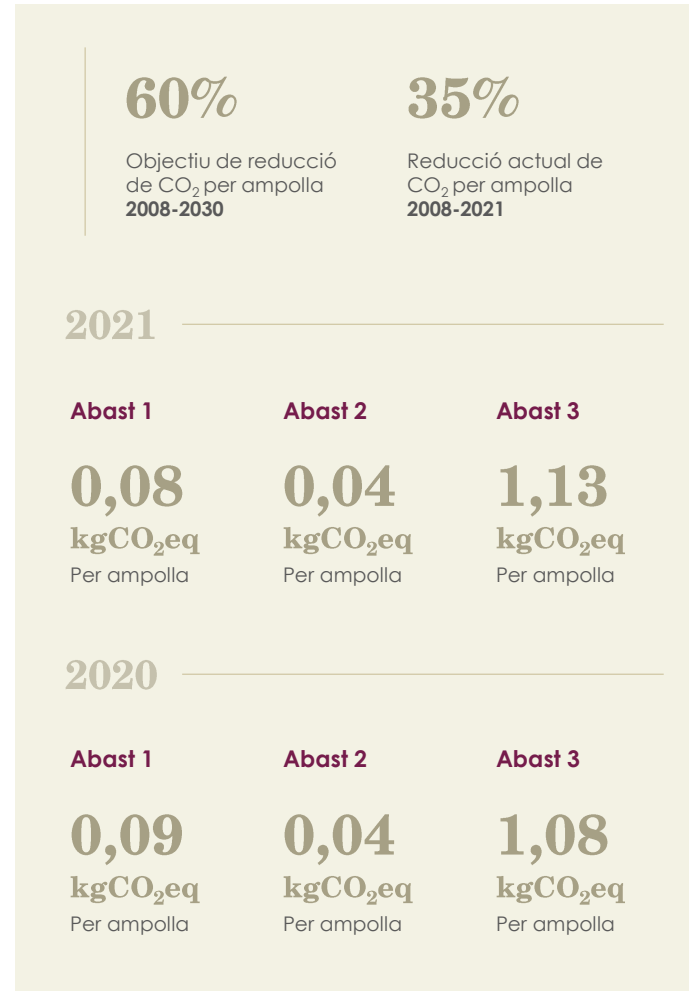 60%
Objectiu de reducció
de CO₂ per ampolla
2008-2030
35%
Reducció actual de
CO₂ per ampolla
2008-2021
2021
Abast 1
0,08
kgCO₂eq
Per ampolla
Abast 2
0,04
kgCO₂eq
Per ampolla
Abast 3
1,13
kgCO₂eq
Per ampolla
2020
Abast 1
0,09
kgCO₂eq
Per ampolla
Abast 2
0,04
kgCO₂eq
Per ampolla
Abast 3
1,08
kgCO₂eq
Per ampolla